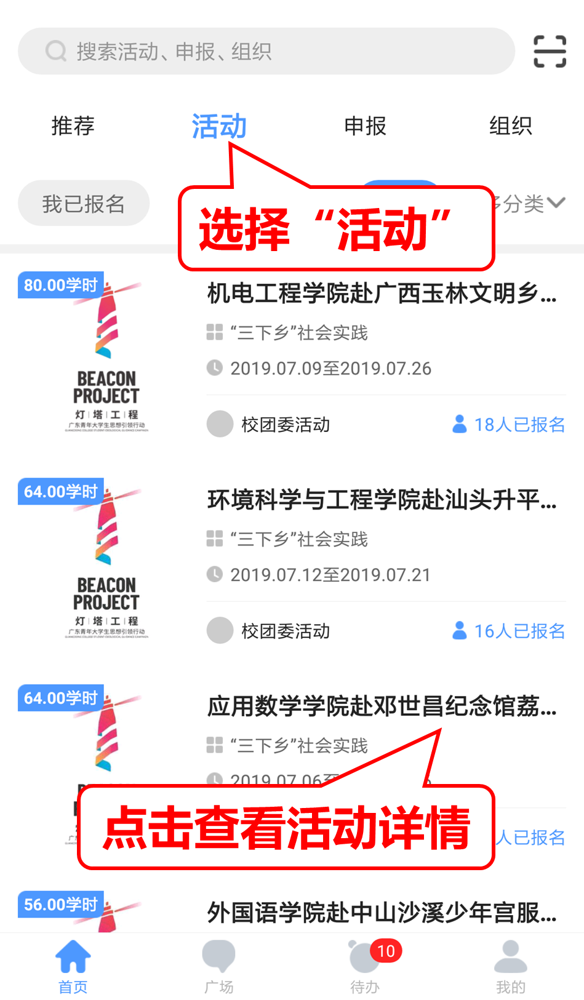 搜索活动、申报、组织
推荐 活动 申报 组织
我已报名 分类
选择“活动”
80.00学时
机电工程学院赴广西玉林文明乡...
“三下乡”社会实践
2019.07.09至2019.07.26
BEACON
PROJECT
灯塔工程
广东青年大学生思想引领行动
校团委活动 18人已报名
64.00学时
环境科学与工程学院赴汕头升平...
“三下乡”社会实践
2019.07.12至2019.07.21
BEACON
PROJECT
灯塔工程
广东青年大学生思想引领行动
校团委活动 16人已报名
64.00学时
应用数学学院赴邓世昌纪念馆荔...
“三下乡”社会实践
2019.07.06至
点击查看活动详情
人已报名
56.00学时
外国语学院赴中山沙溪少年宫服...
10
首页 广场 待办 我的